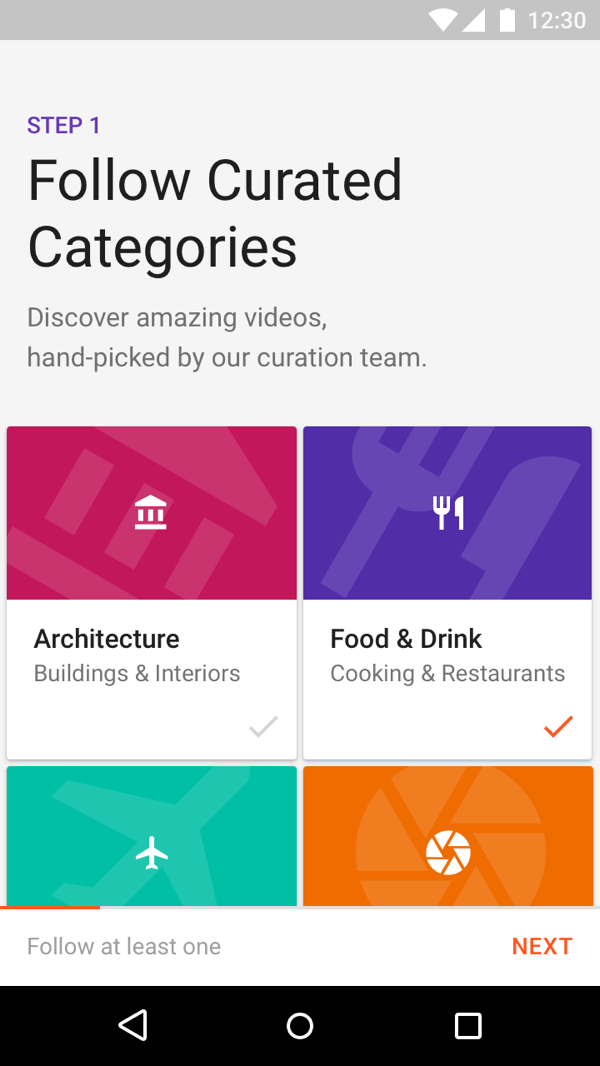 12:30
STEP 1
Follow Curated
Categories
Discover amazing videos,
hand-picked by our curation team.
Architecture
Buildings & Interiors
Food & Drink
Cooking & Restaurants
Follow at least one
NEXT